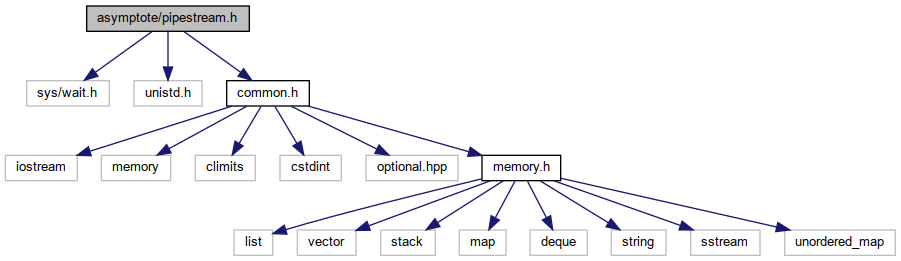 asymptote/pipestream.h
sys/wait.h
unistd.h
common.h
iostream
memory
climits
cstdint
optional.hpp
memory.h
list
vector
stack
map
deque
string
sstream
unordered_map